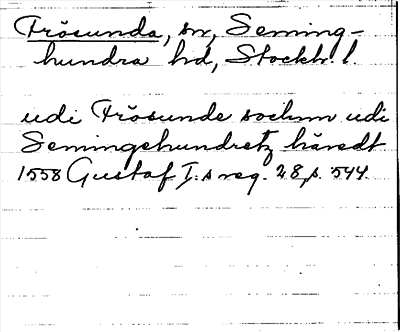 Frösunda, sn, Seming-
hundra hd, Stockh. l.
udi Frösunde sochnn udi
Semingehundretz häredt
1558 Gustaf I:s reg. 28, s. 544.